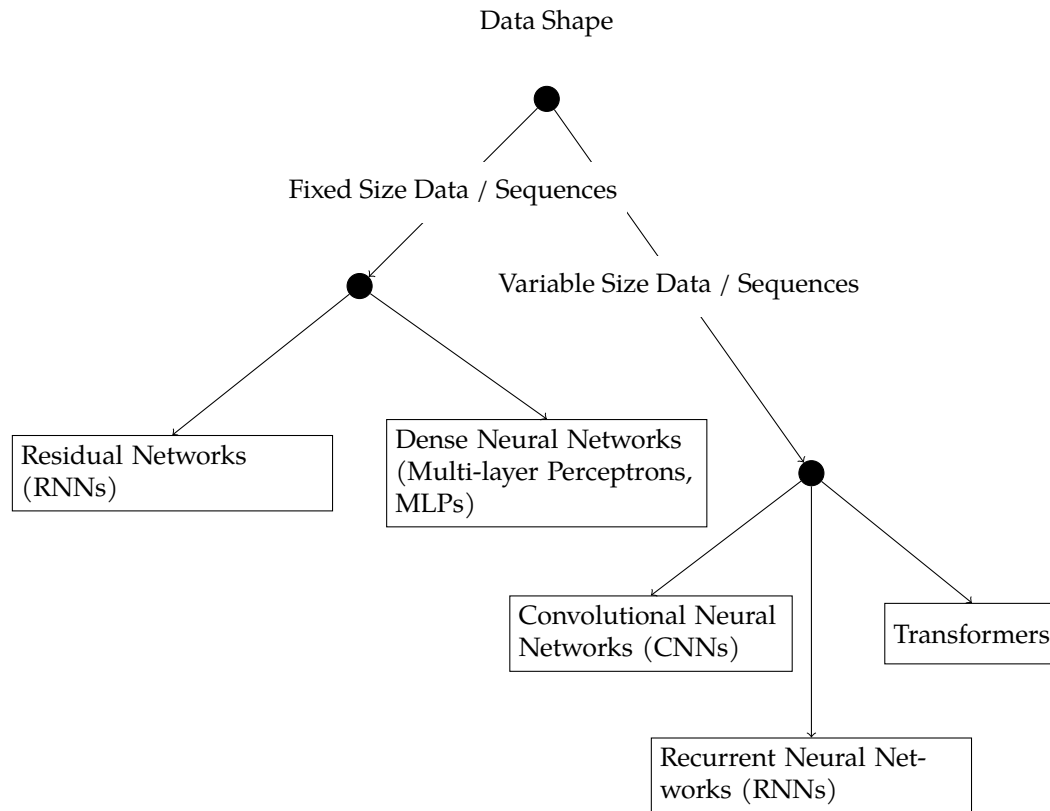 Data Shape
Fixed Size Data / Sequences
Variable Size Data / Sequences
Residual Networks
(RNNs)
Dense Neural Networks
(Multi-layer Perceptrons,
MLPs)
Convolutional Neural
Networks (CNNs)
Transformers
Recurrent Neural Net-
works (RNNs)